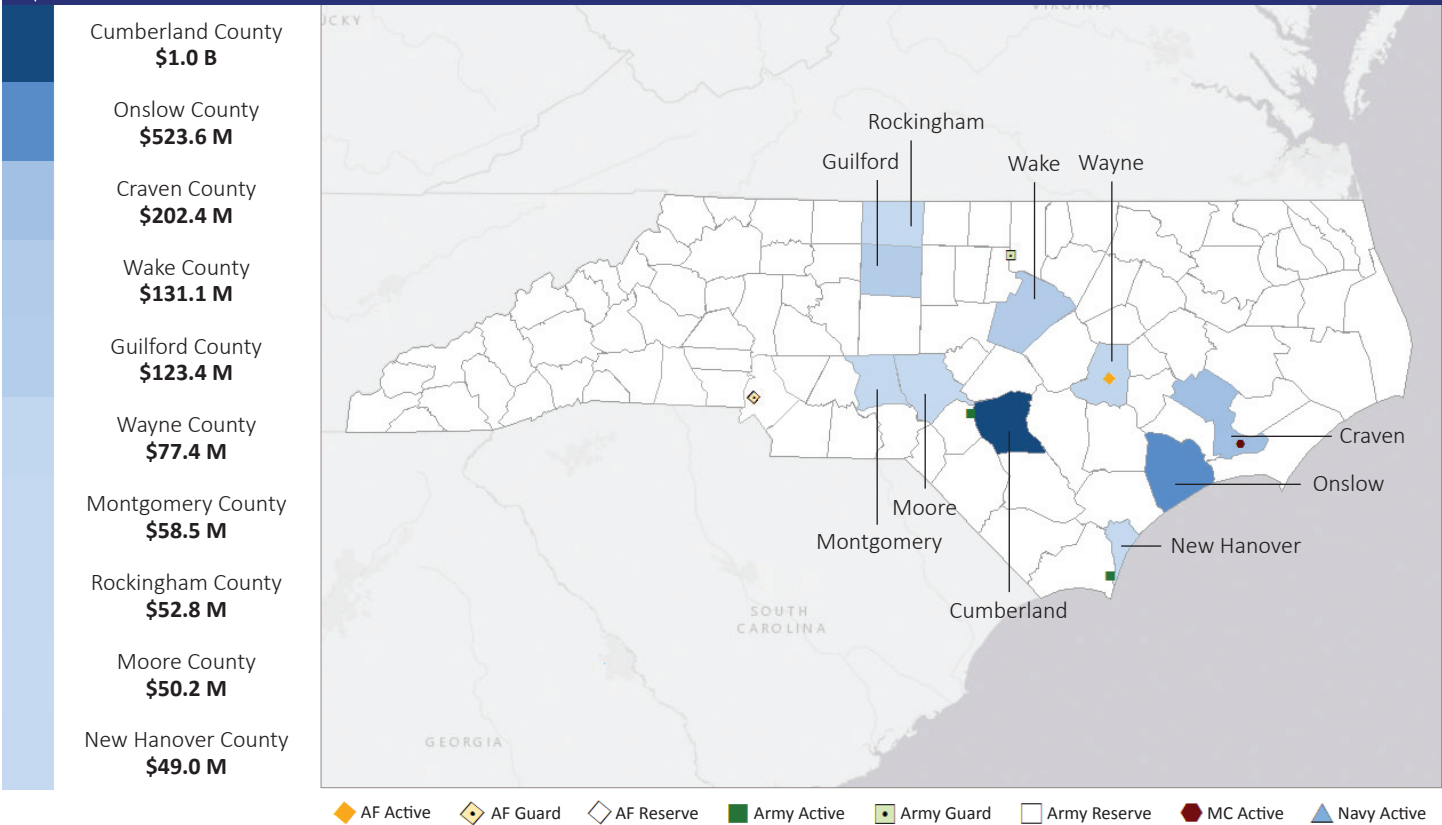 Cumberland County
$1.0 B
Onslow County
$523.6 M
Craven County
$202.4 M
Wake County
$131.1 M
Guilford County
$123.4 M
Wayne County
$77.4 M
Montgomery County
$58.5 M
Rockingham County
$52.8 M
Moore County
$50.2 M
New Hanover County
$49.0 M
Rockingham
Guilford
Wake
Wayne
Craven
Onslow
Moore
Montgomery
New Hanover
Cumberland
SOUTH
CAROLINA
GEORGIA
AF Active
AF Guard
AF Reserve
Army Active
Army Guard
Army Reserve
MC Active
Navy Active